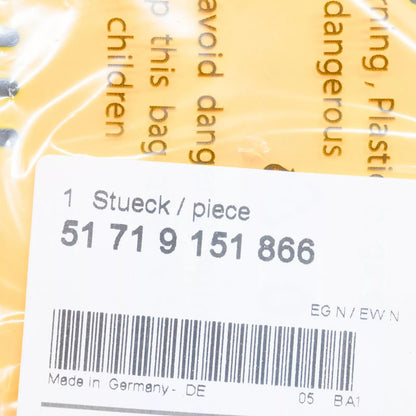 rning, Plastic
dangerous
avoid dang
p this bag
children
1 Stueck / piece
51 71 9 151 866
EG N / EW N
Made in Germany - DE 05 BA1